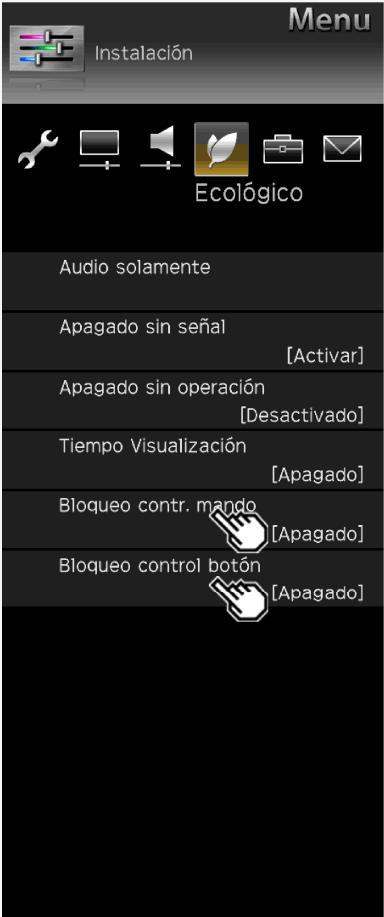 Menu
Instalación
Ecológico
Audio solamente
Apagado sin señal
[Activar]
Apagado sin operación
[Desactivado]
Tiempo Visualización
[Apagado]
Bloqueo contr. mando
[Apagado]
Bloqueo control botón
[Apagado]